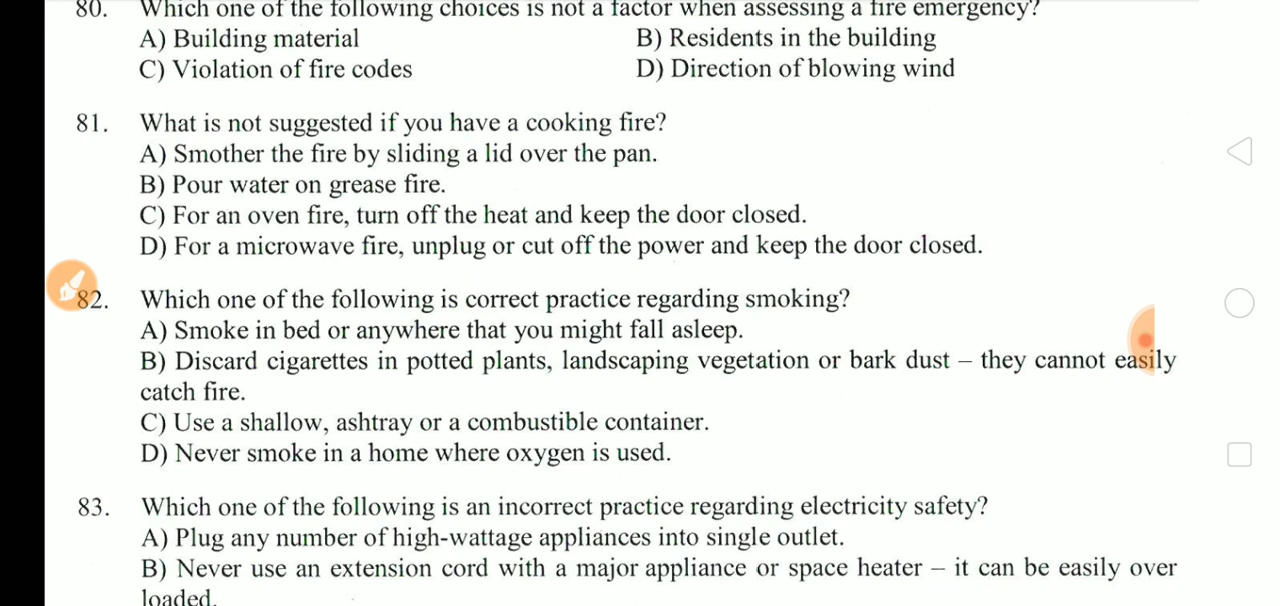 80. Which one of the following choices is not a factor when assessing a fire emergency?
A) Building material B) Residents in the building
C) Violation of fire codes D) Direction of blowing wind
81. What is not suggested if you have a cooking fire?
A) Smother the fire by sliding a lid over the pan.
B) Pour water on grease fire.
C) For an oven fire, turn off the heat and keep the door closed.
D) For a microwave fire, unplug or cut off the power and keep the door closed.
82. Which one of the following is correct practice regarding smoking?
A) Smoke in bed or anywhere that you might fall asleep.
B) Discard cigarettes in potted plants, landscaping vegetation or bark dust – they cannot easily
catch fire.
C) Use a shallow, ashtray or a combustible container.
D) Never smoke in a home where oxygen is used.
83. Which one of the following is an incorrect practice regarding electricity safety?
A) Plug any number of high-wattage appliances into single outlet.
B) Never use an extension cord with a major appliance or space heater – it can be easily over
loaded.